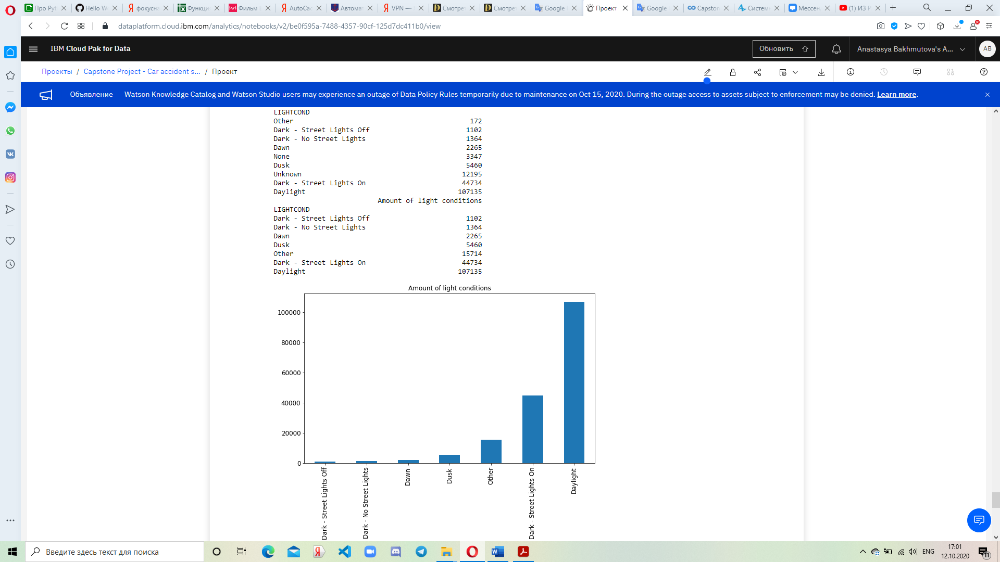 Про Pyt
Hello W
фокусна
Функци
Фильм Б
AutoCac
Автома
VPN —
Смотре
Смотре
Google
Проект
Google
Capston
Систем
Мессен
(1) ИЗ Р
dataplatform.cloud.ibm.com/analytics/notebooks/v2/be0f595a-7488-4357-90cf-125d7dc411b0/view
IBM Cloud Pak for Data
Обновить
Anastasya Bakhmutova's A...
AB
Проекты / Capstone Project - Car accident s... / Проект
Объявление Watson Knowledge Catalog and Watson Studio users may experience an outage of Data Policy Rules temporarily due to maintenance on Oct 15, 2020. During the outage access to assets subject to enforcement may be denied. Learn more.
LIGHTCOND
Other 172
Dark - Street Lights Off 1102
Dark - No Street Lights 1364
Dawn 2265
None 3347
Dusk 5460
Unknown 12195
Dark - Street Lights On 44734
Daylight 107135
Amount of light conditions
LIGHTCOND
Dark - Street Lights Off 1102
Dark - No Street Lights 1364
Dawn 2265
Dusk 5460
Other 15714
Dark - Street Lights On 44734
Daylight 107135
Amount of light conditions
100000
80000
60000
40000
20000
0
Dark - Street Lights Off
Dark - No Street Lights
Dawn
Dusk
Other
Dark - Street Lights On
Daylight
Введите здесь текст для поиска
ENG
17:01
12.10.2020
11